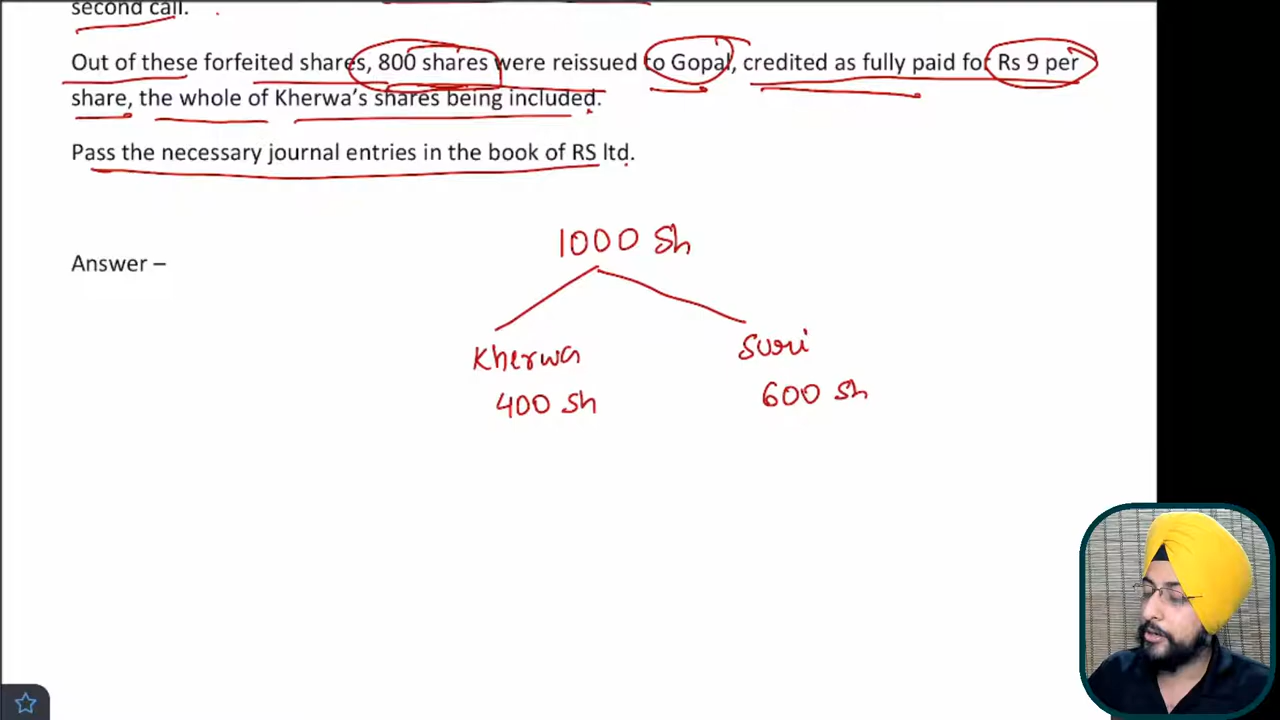 second call.
Out of these forfeited shares, 800 shares were reissued to Gopal, credited as fully paid for Rs 9 per
share, the whole of Kherwa's shares being included.
Pass the necessary journal entries in the book of RS ltd.
1000 Sh
Answer –
Kherwa Suri
400 Sh 600 Sh